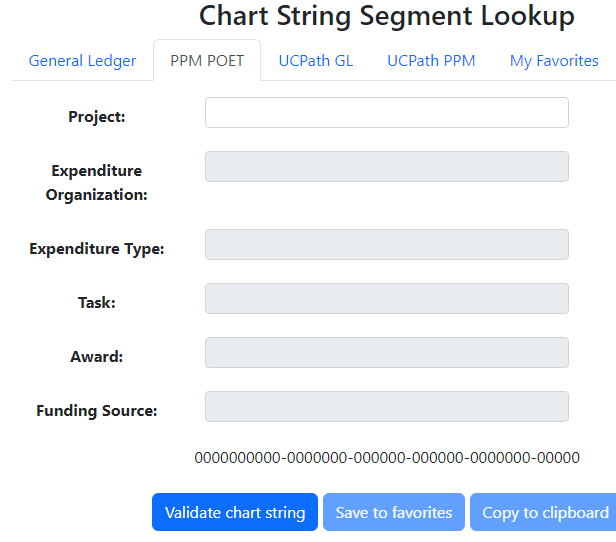 Chart String Segment Lookup
General Ledger PPM POET UCPath GL UCPath PPM My Favorites
Project:
Expenditure
Organization:
Expenditure Type:
Task:
Award:
Funding Source:
0000000000-0000000-000000-000000-0000000-00000
Validate chart string Save to favorites Copy to clipboard